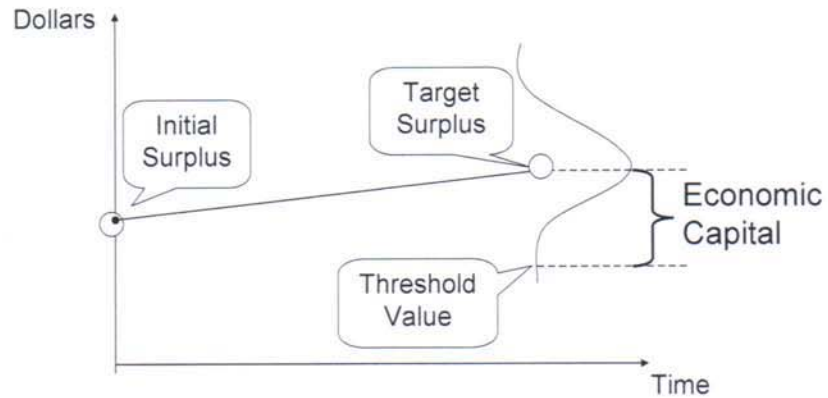 Dollars
Initial
Surplus
Target
Surplus
Economic
Capital
Threshold
Value
Time